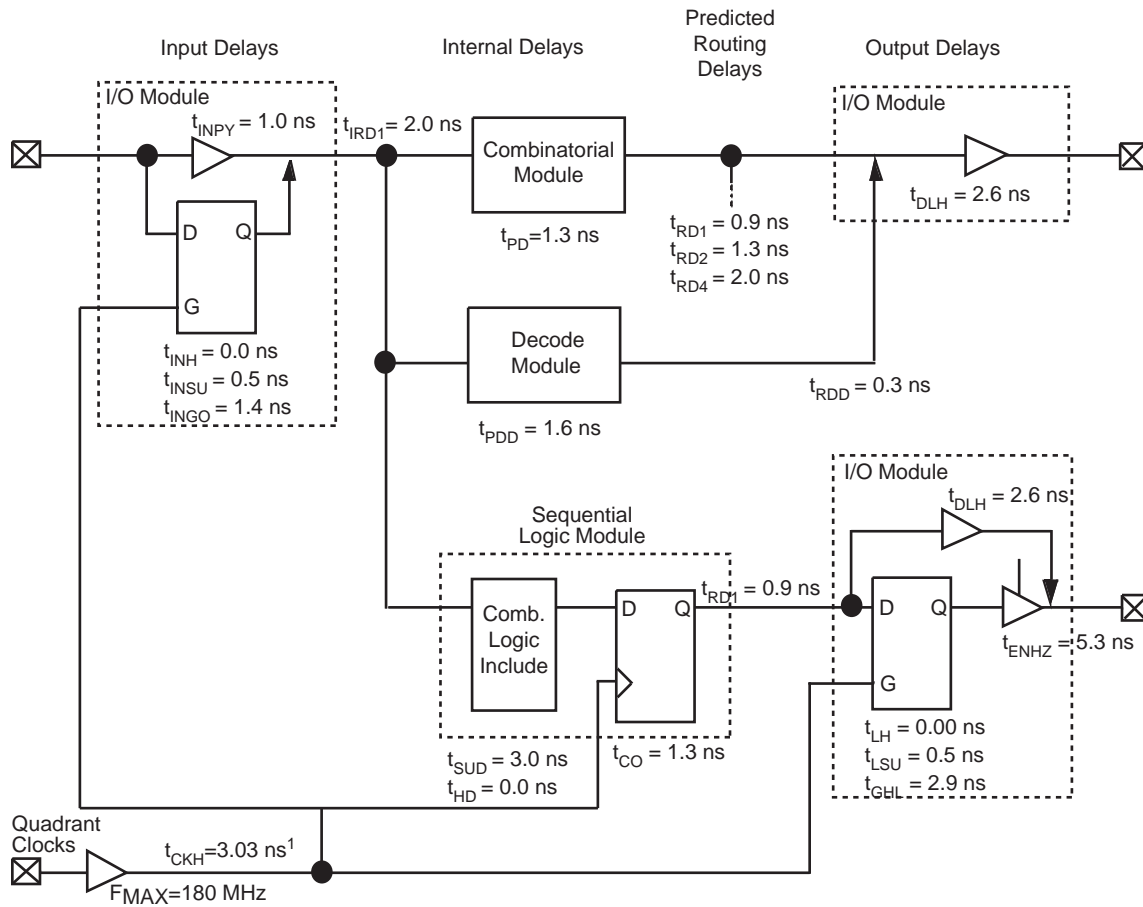 Input Delays
Internal Delays
Predicted
Routing
Delays
Output Delays
I/O Module
tINPY = 1.0 ns
tIRD1 = 2.0 ns
Combinatorial
Module
tPD=1.3 ns
tRD1 = 0.9 ns
tRD2 = 1.3 ns
tRD4 = 2.0 ns
I/O Module
tDLH = 2.6 ns
D
Q
G
tINH = 0.0 ns
tINSU = 0.5 ns
tINGO = 1.4 ns
Decode
Module
tPDD = 1.6 ns
tRDD = 0.3 ns
Sequential
Logic Module
Comb.
Logic
Include
D
Q
tSUD = 3.0 ns
tHD = 0.0 ns
tCO = 1.3 ns
tRD1 = 0.9 ns
I/O Module
tDLH = 2.6 ns
D
Q
G
tENHZ = 5.3 ns
tLH = 0.00 ns
tLSU = 0.5 ns
tGHL = 2.9 ns
Quadrant
Clocks
tCKH=3.03 ns1
FMAX=180 MHz